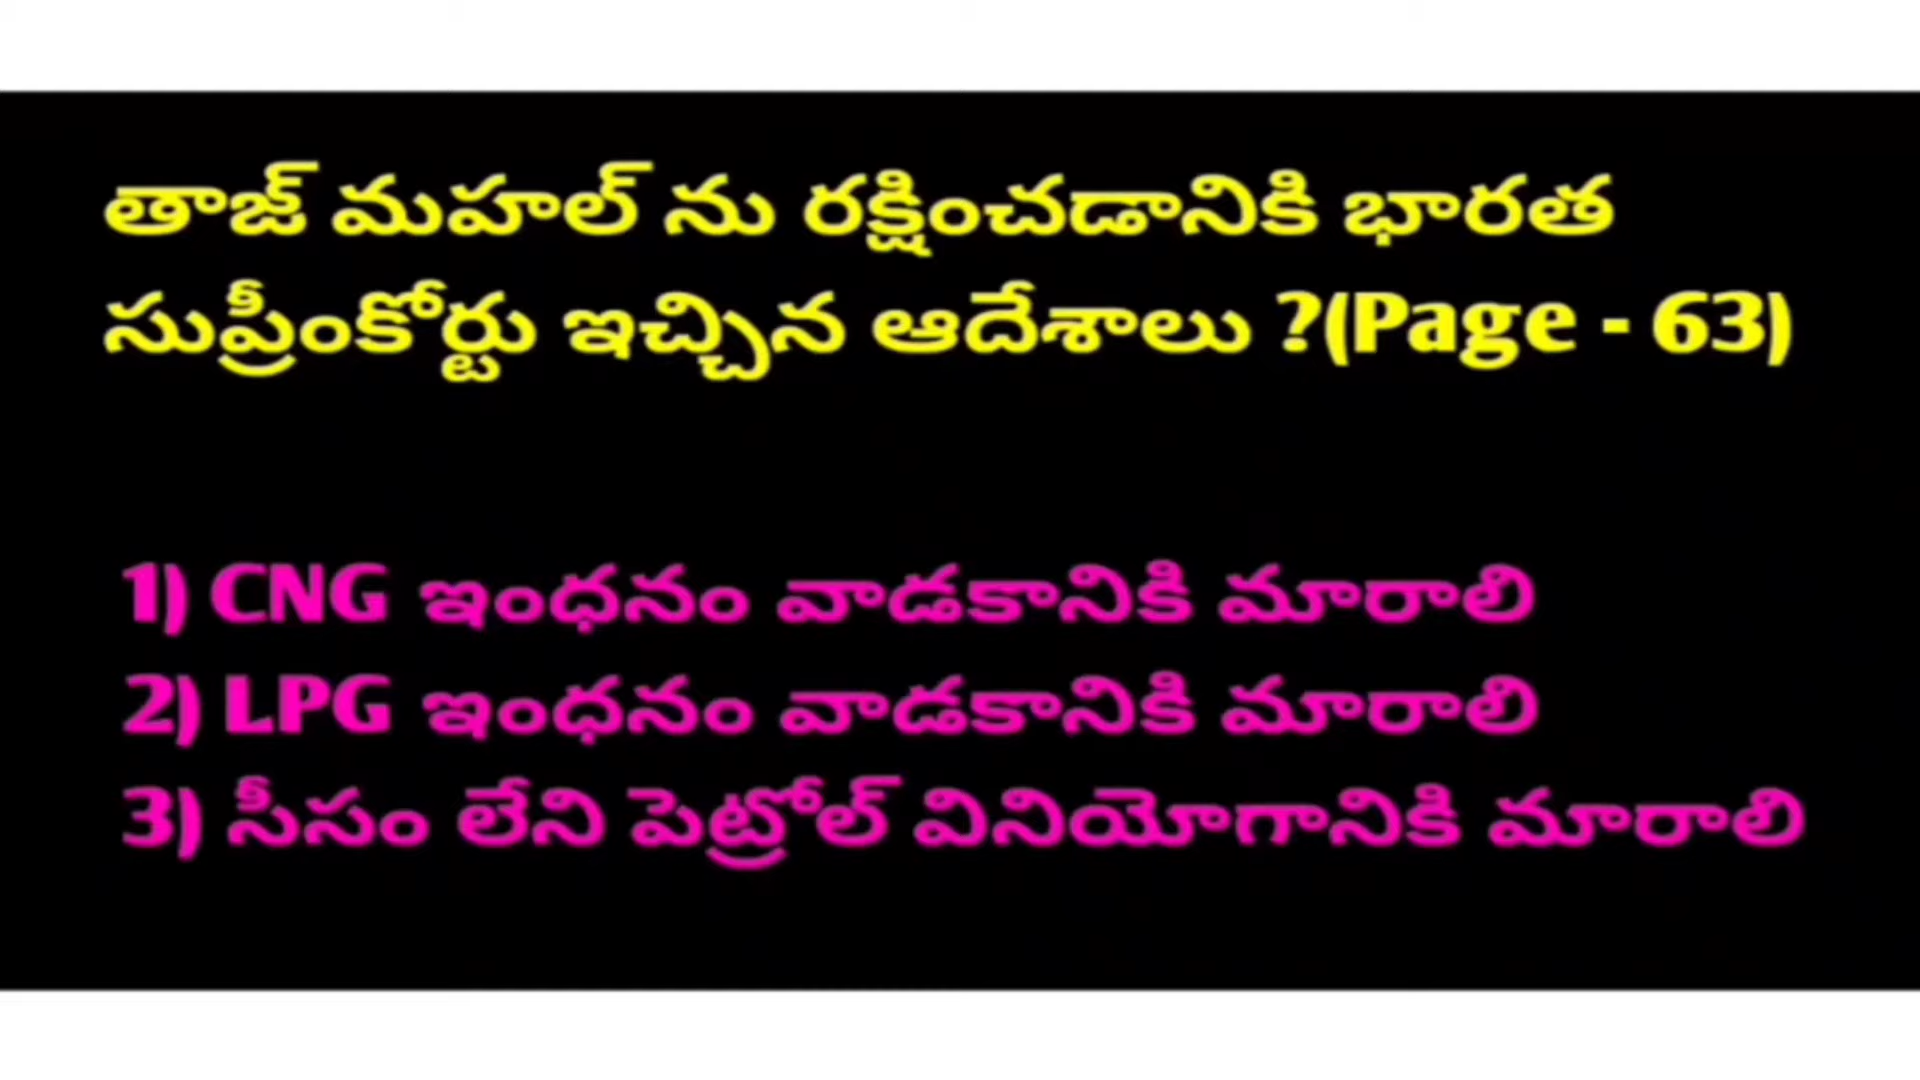 తాజ్ మహల్ ను రక్షించడానికి భారత
సుప్రీంకోర్టు ఇచ్చిన ఆదేశాలు ?(Page - 63)
1) CNG ఇంధనం వాడకానికి మారాలి
2) LPG ఇంధనం వాడకానికి మారాలి
3) సీసం లేని పెట్రోల్ వినియోగానికి మారాలి